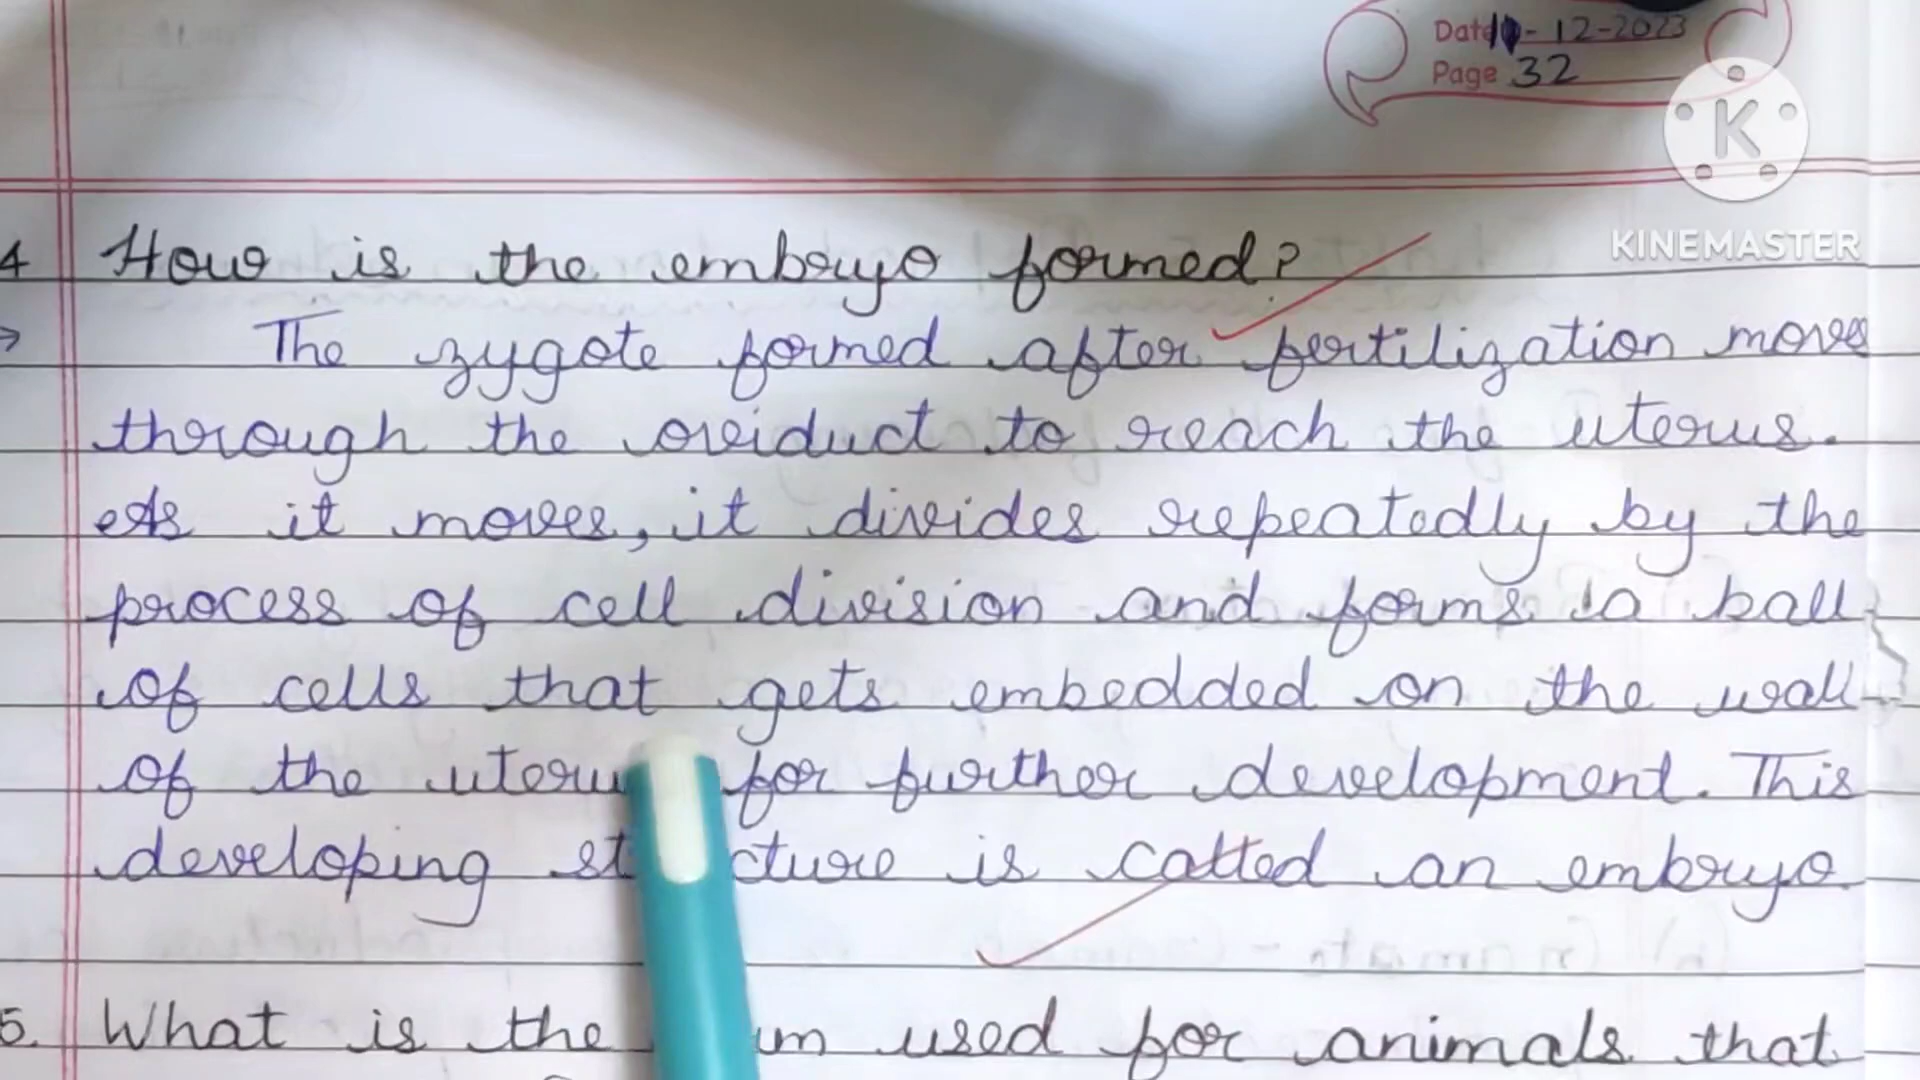 Date 11-12-2023
Page 32
KINEMASTER
4 How is the embryo formed?
→ The zygote formed after fertilization moves
through the oviduct to reach the uterus.
As it moves, it divides repeatedly by the
process of cell division and forms a ball
of cells that gets embedded on the wall
of the for further development. This
developing is called an embryo
5. What is the used for animals that